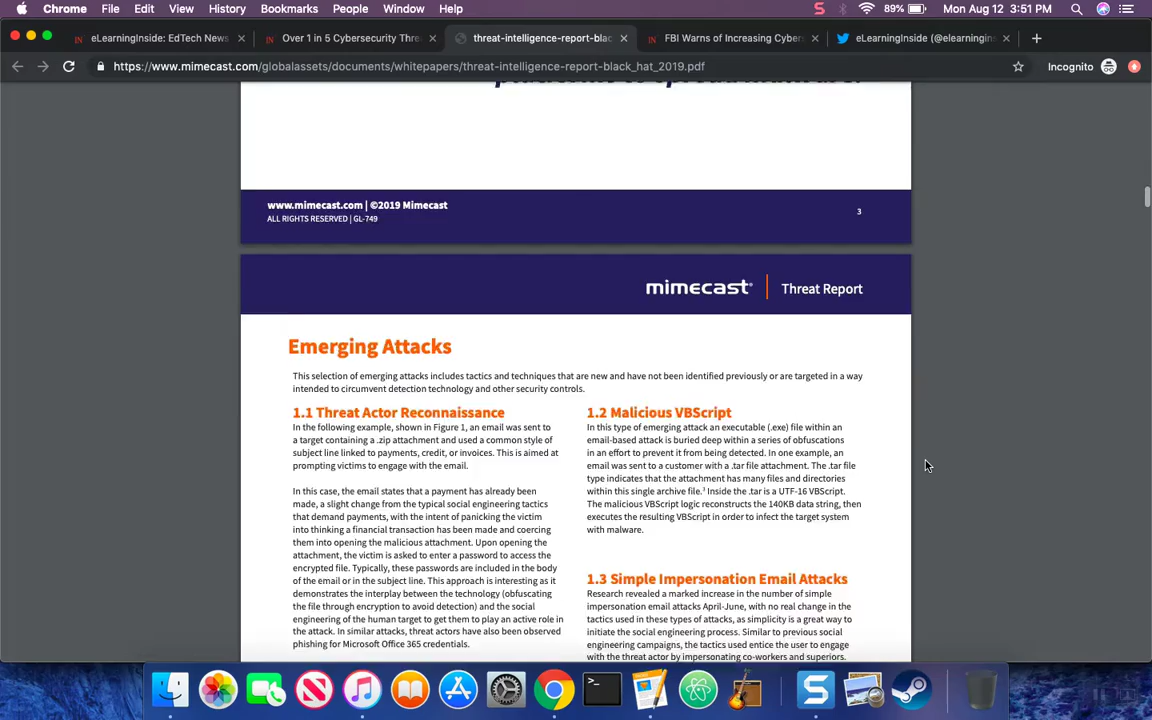 Chrome File Edit View History Bookmarks People Window Help 89% Mon Aug 12 3:51 PM
eLearningInside: EdTech News
Over 1 in 5 Cybersecurity Threa
threat-intelligence-report-blac
FBI Warns of Increasing Cyber
eLearningInside (@elearningins
https://www.mimecast.com/globalassets/documents/whitepapers/threat-intelligence-report-black_hat_2019.pdf
Incognito
www.mimecast.com | ©2019 Mimecast
ALL RIGHTS RESERVED | GL-749
3
mimecast | Threat Report
Emerging Attacks
This selection of emerging attacks includes tactics and techniques that are new and have not been identified previously or are targeted in a way
intended to circumvent detection technology and other security controls.
1.1 Threat Actor Reconnaissance
In the following example, shown in Figure 1, an email was sent to
a target containing a .zip attachment and used a common style of
subject line linked to payments, credit, or invoices. This is aimed at
prompting victims to engage with the email.
In this case, the email states that a payment has already been
made, a slight change from the typical social engineering tactics
that demand payments, with the intent of panicking the victim
into thinking a financial transaction has been made and coercing
them into opening the malicious attachment. Upon opening the
attachment, the victim is asked to enter a password to access the
encrypted file. Typically, these passwords are included in the body
of the email or in the subject line. This approach is interesting as it
demonstrates the interplay between the technology (obfuscating
the file through encryption to avoid detection) and the social
engineering of the human target to get them to play an active role in
the attack. In similar attacks, threat actors have also been observed
phishing for Microsoft Office 365 credentials.
1.2 Malicious VBScript
In this type of emerging attack an executable (.exe) file within an
email-based attack is buried deep within a series of obfuscations
in an effort to prevent it from being detected. In one example, an
email was sent to a customer with a .tar file attachment. The .tar file
type indicates that the attachment has many files and directories
within this single archive file.¹ Inside the .tar is a UTF-16 VBScript.
The malicious VBScript logic reconstructs the 140KB data string, then
executes the resulting VBScript in order to infect the target system
with malware.
1.3 Simple Impersonation Email Attacks
Research revealed a marked increase in the number of simple
impersonation email attacks April-June, with no real change in the
tactics used in these types of attacks, as simplicity is a great way to
initiate the social engineering process. Similar to previous social
engineering campaigns, the tactics used entice the user to engage
with the threat actor by impersonating co-workers and superiors.